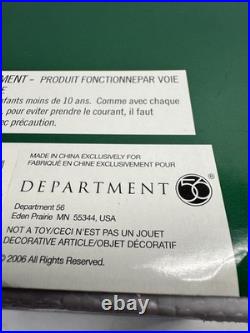 MENT – PRODUIT FONCTIONNEPAR VOIE
E
fants moins de 10 ans. Comme avec chaque
pour eviter prendre le courant, il faut
ec précaution.
MADE IN CHINA EXCLUSIVELY FOR
FABRIQUÉ EN CHINE EXCLUSIVEMENT POUR
DEPARTMENT 56®
Department 56
Eden Prairie MN 55344, USA
NOT A TOY/CECI N'EST PAS UN JOUET
DECORATIVE ARTICLE/OBJET DÉCORATIF
© 2006 All Rights Reserved.